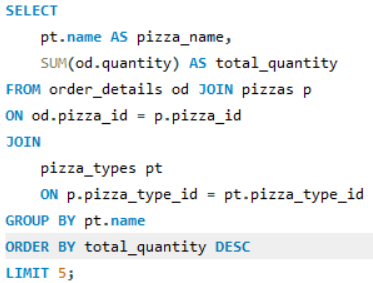 SELECT
pt.name AS pizza_name,
SUM(od.quantity) AS total_quantity
FROM order_details od JOIN pizzas p
ON od.pizza_id = p.pizza_id
JOIN
pizza_types pt
ON p.pizza_type_id = pt.pizza_type_id
GROUP BY pt.name
ORDER BY total_quantity DESC
LIMIT 5;